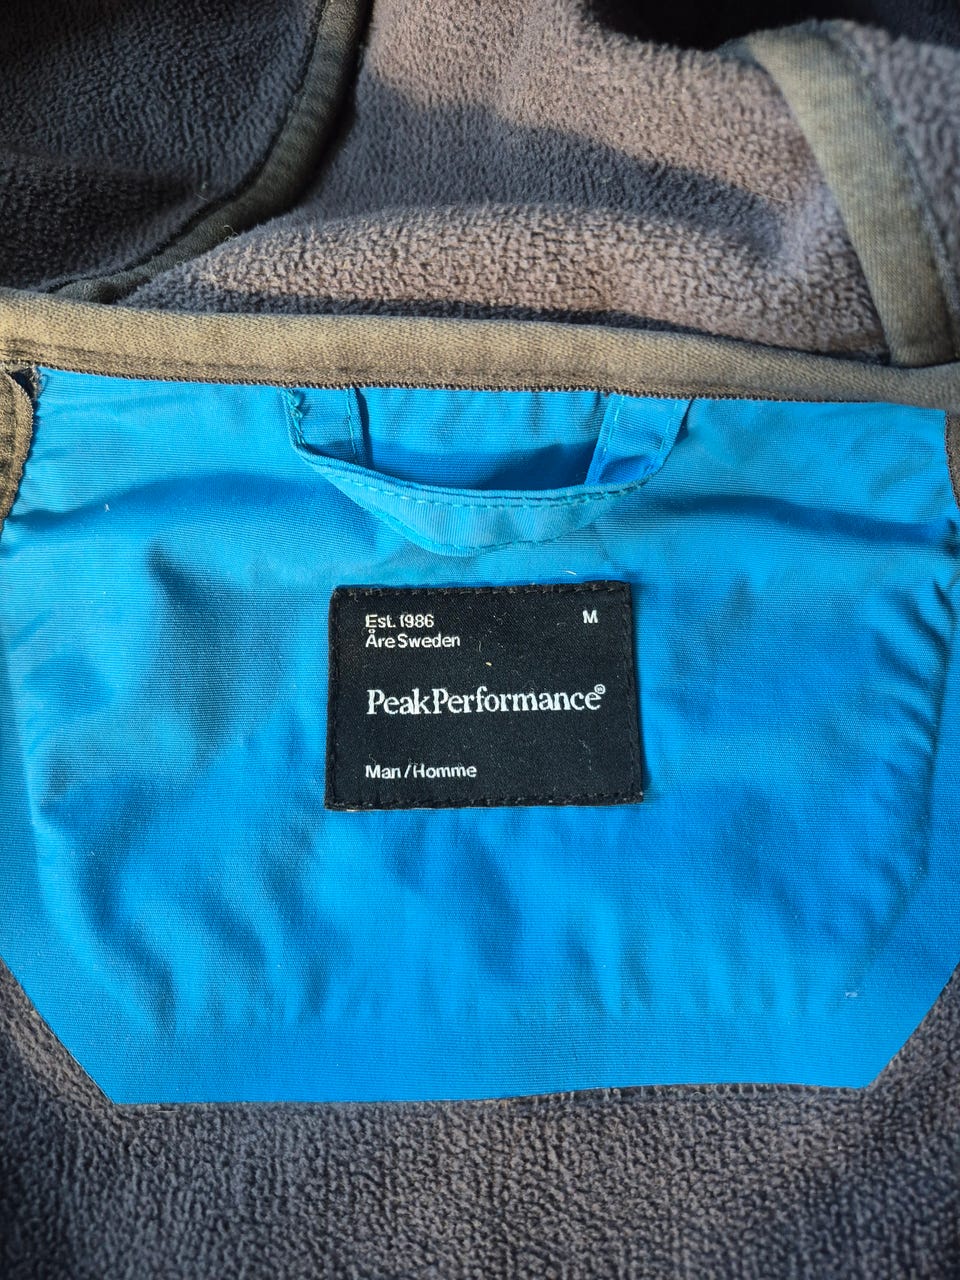 Est. 1986 M
Åre Sweden
PeakPerformance®
Man / Homme